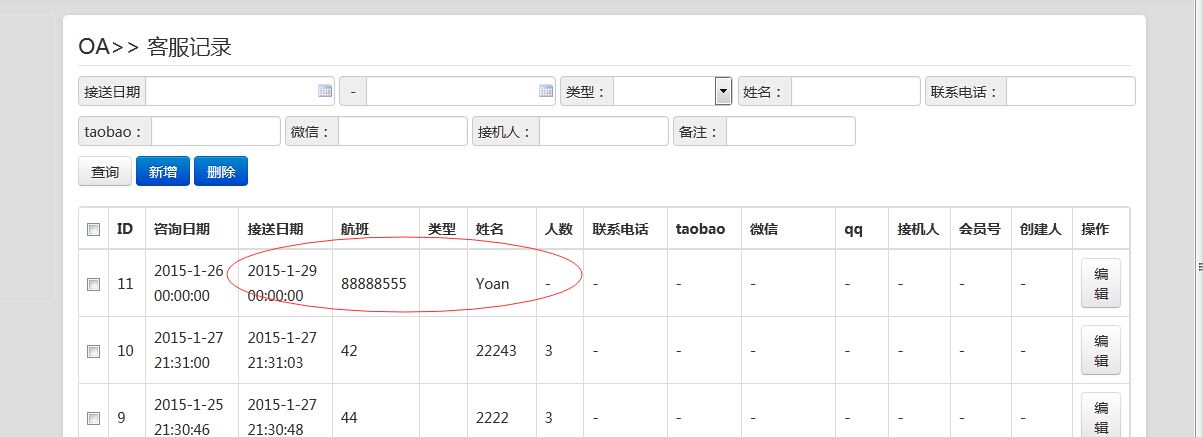 OA>> 客服记录
接送日期 - 类型： 姓名： 联系电话：
taobao： 微信： 接机人： 备注：
查询 新增 删除
ID 咨询日期 接送日期 航班 类型 姓名 人数 联系电话 taobao 微信 qq 接机人 会员号 创建人 操作
2015-1-26 2015-1-29 编
11 88888555 Yoan - - - - - - - -
00:00:00 00:00:00 辑
2015-1-27 2015-1-27 编
10 42 22243 3 - - - - - - -
21:31:00 21:31:03 辑
2015-1-25 2015-1-27 编
9 44 2222 3 - - - - - - -
21:30:46 21:30:48 辑